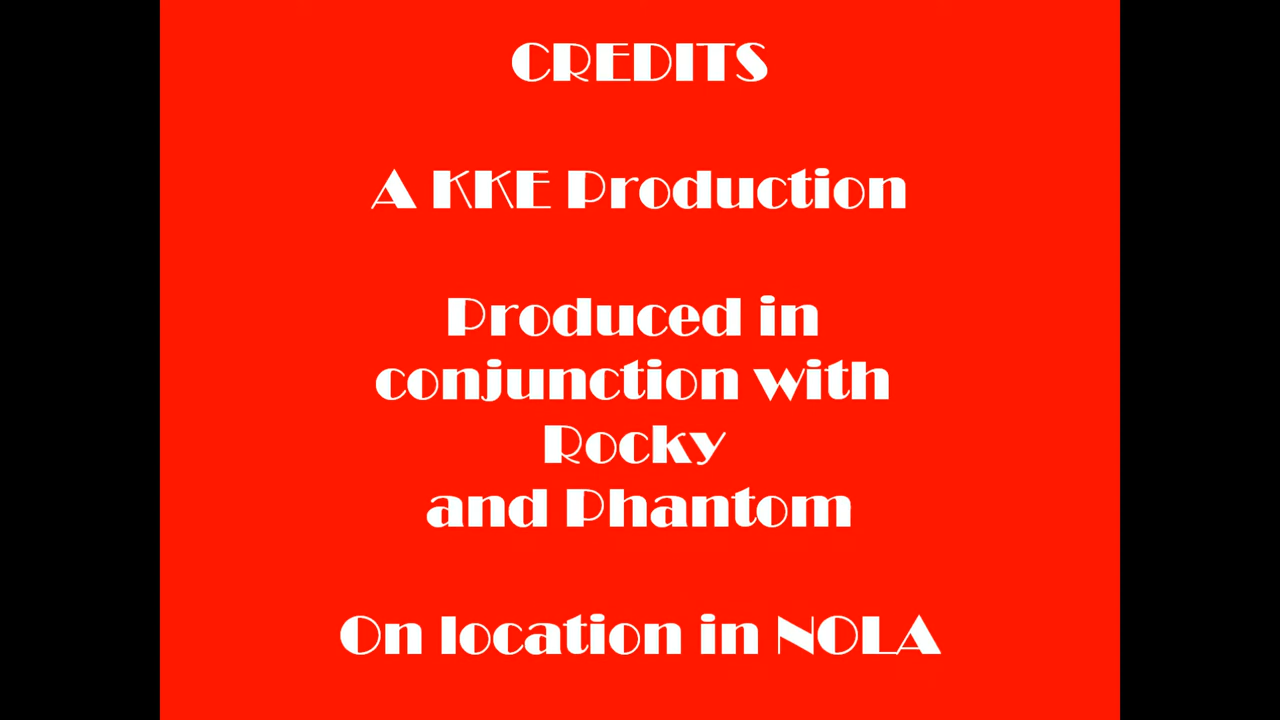 CREDITS
A KKE Production
Produced in
conjunction with
Rocky
and Phantom
On location in NOLA